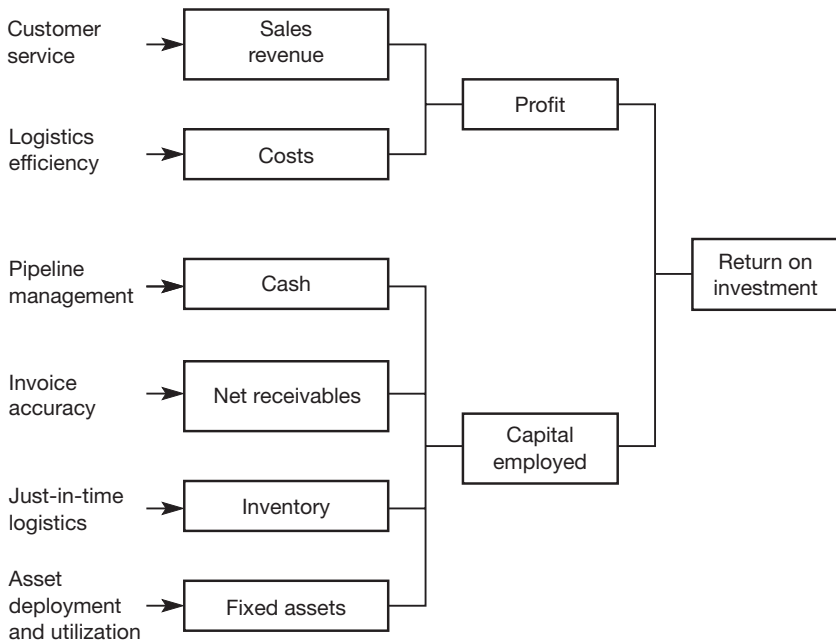 Customer
service
Sales
revenue
Profit
Logistics
efficiency
Costs
Return on
investment
Pipeline
management
Cash
Invoice
accuracy
Net receivables
Capital
employed
Just-in-time
logistics
Inventory
Asset
deployment
and utilization
Fixed assets